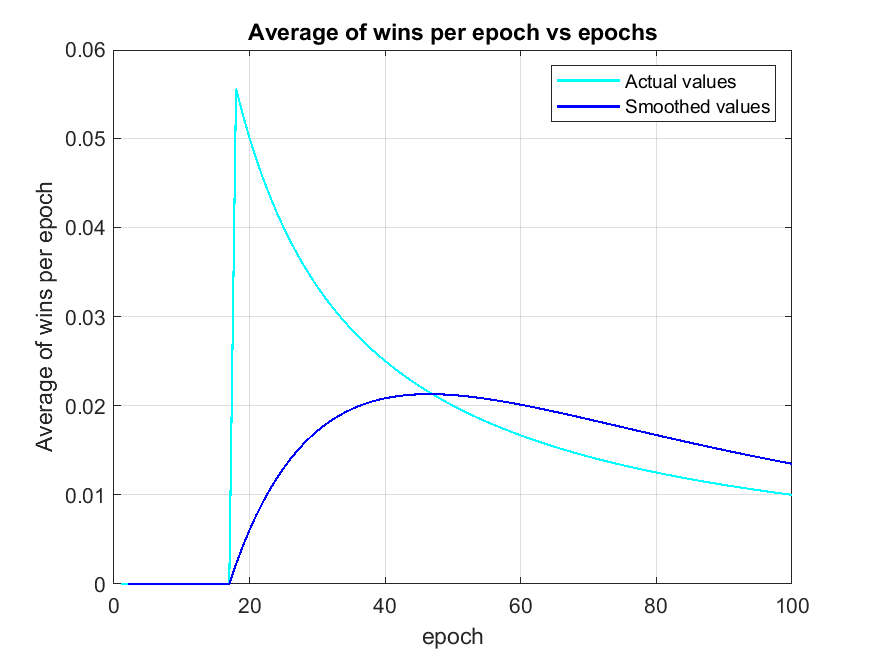 Average of wins per epoch vs epochs
Actual values
Smoothed values
Average of wins per epoch
0.06
0.05
0.04
0.03
0.02
0.01
0
0 20 40 60 80 100
epoch